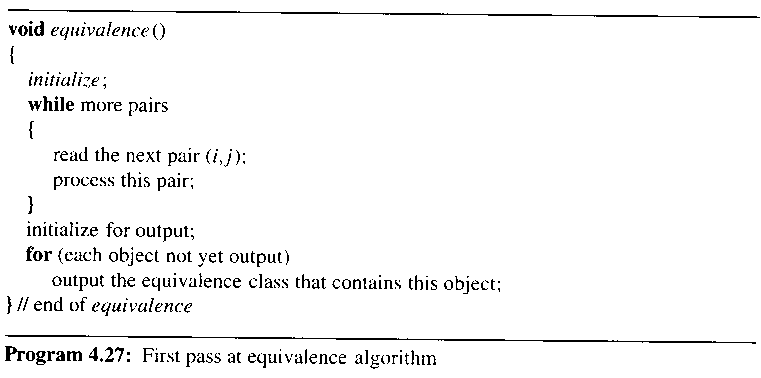 void equivalence()
{
initialize;
while more pairs
{
read the next pair (i,j);
process this pair;
}
initialize for output;
for (each object not yet output)
output the equivalence class that contains this object;
} // end of equivalence
Program 4.27: First pass at equivalence algorithm